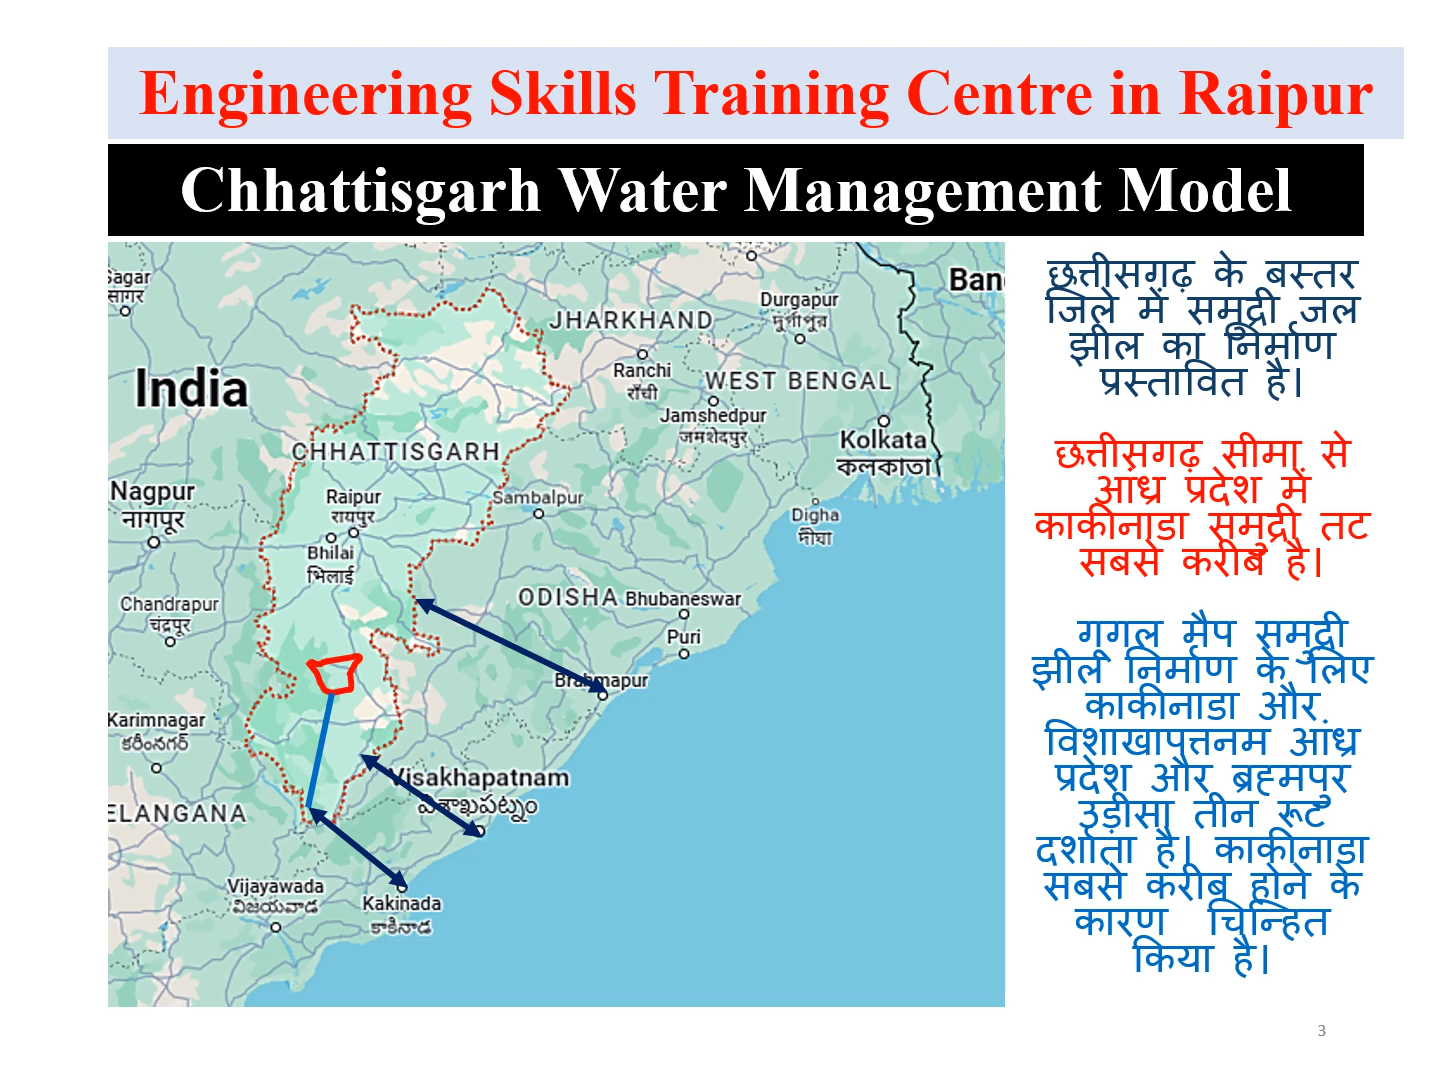 Engineering Skills Training Centre in Raipur
Chhattisgarh Water Management Model
Sagar
सागर
India
JHARKHAND
Durgapur
दुर्गापुर
Ban
Ranchi
राँची
WEST BENGAL
Jamshedpur
जमशेदपुर
Kolkata
কলকাতা
CHHATTISGARH
Nagpur
नागपूर
Raipur
रायपुर
Sambalpur
Digha
দীঘা
Bhilai
भिलाई
Chandrapur
चंद्रपूर
ODISHA
Bhubaneswar
Puri
Brahmapur
Karimnagar
కరీంనగర్
Visakhapatnam
విశాఖపట్నం
ELANGANA
Vijayawada
విజయవాడ
Kakinada
కాకినాడ
छत्तीसगढ़ के बस्तर
जिले में समुद्री जल
झील का निर्माण
प्रस्तावित है।
छत्तीसगढ़ सीमा से
आंध्र प्रदेश में
काकीनाडा समुद्री तट
सबसे करीब है।
गूगल मैप समुद्री
झील निर्माण के लिए
काकीनाडा और
विशाखापत्तनम आंध्र
प्रदेश और ब्रह्मपुर
उड़ीसा तीन रूट
दर्शाता है। काकीनाडा
सबसे करीब होने के
कारण चिन्हित
किया है।
3